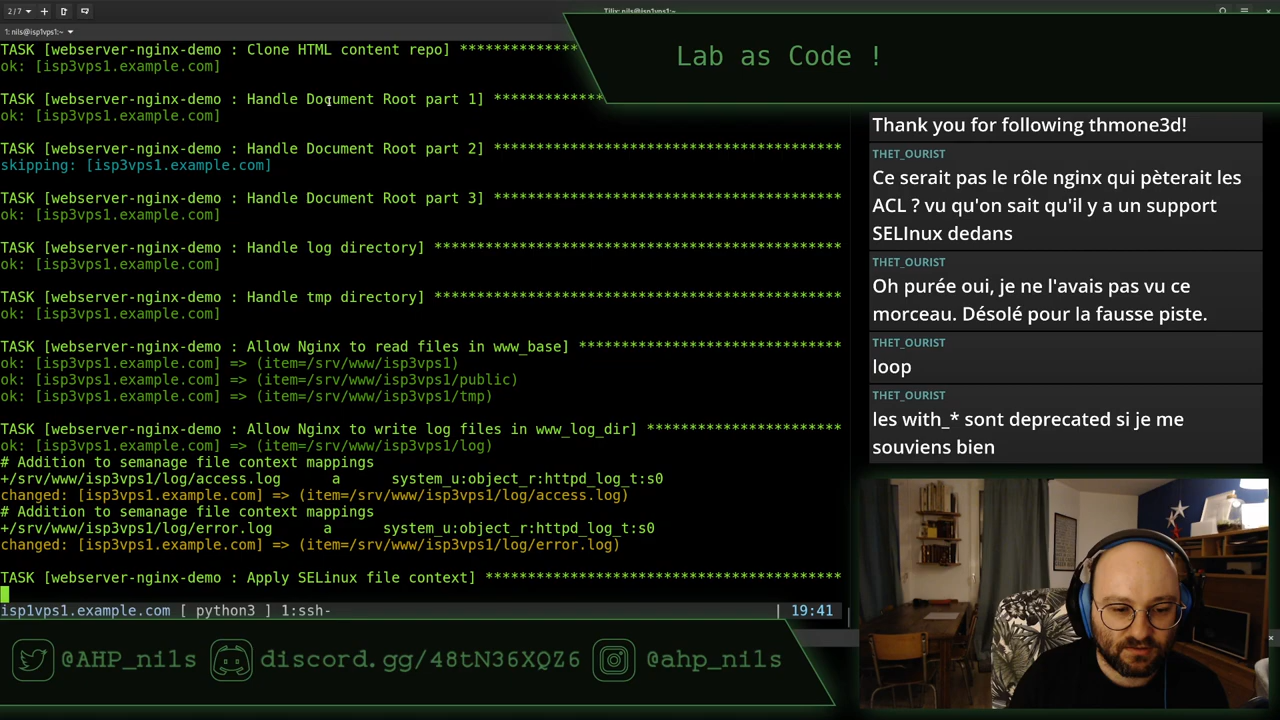 2/7
Tilix: nils@isp1vps1:~
1: nils@isp1vps1:~
Lab as Code !
TASK [webserver-nginx-demo : Clone HTML content repo] ****************
ok: [isp3vps1.example.com]
TASK [webserver-nginx-demo : Handle Document Root part 1] *************
ok: [isp3vps1.example.com]
TASK [webserver-nginx-demo : Handle Document Root part 2] *****************************************
skipping: [isp3vps1.example.com]
TASK [webserver-nginx-demo : Handle Document Root part 3] *****************************************
ok: [isp3vps1.example.com]
TASK [webserver-nginx-demo : Handle log directory] ************************************************
ok: [isp3vps1.example.com]
TASK [webserver-nginx-demo : Handle tmp directory] ************************************************
ok: [isp3vps1.example.com]
TASK [webserver-nginx-demo : Allow Nginx to read files in www_base] *******************************
ok: [isp3vps1.example.com] => (item=/srv/www/isp3vps1)
ok: [isp3vps1.example.com] => (item=/srv/www/isp3vps1/public)
ok: [isp3vps1.example.com] => (item=/srv/www/isp3vps1/tmp)
TASK [webserver-nginx-demo : Allow Nginx to write log files in www_log_dir] ***********************
ok: [isp3vps1.example.com] => (item=/srv/www/isp3vps1/log)
# Addition to semanage file context mappings
+/srv/www/isp3vps1/log/access.log      a      system_u:object_r:httpd_log_t:s0
changed: [isp3vps1.example.com] => (item=/srv/www/isp3vps1/log/access.log)
# Addition to semanage file context mappings
+/srv/www/isp3vps1/log/error.log      a      system_u:object_r:httpd_log_t:s0
changed: [isp3vps1.example.com] => (item=/srv/www/isp3vps1/log/error.log)
TASK [webserver-nginx-demo : Apply SELinux file context] ******************************************
isp1vps1.example.com [ python3 ] 1:ssh- | 19:41
Thank you for following thmone3d!
THET_OURIST
Ce serait pas le rôle nginx qui pèterait les
ACL ? vu qu'on sait qu'il y a un support
SELInux dedans
THET_OURIST
Oh purée oui, je ne l'avais pas vu ce
morceau. Désolé pour la fausse piste.
THET_OURIST
loop
THET_OURIST
les with_* sont deprecated si je me
souviens bien
@AHP_nils discord.gg/48tN36XQZ6 @ahp_nils